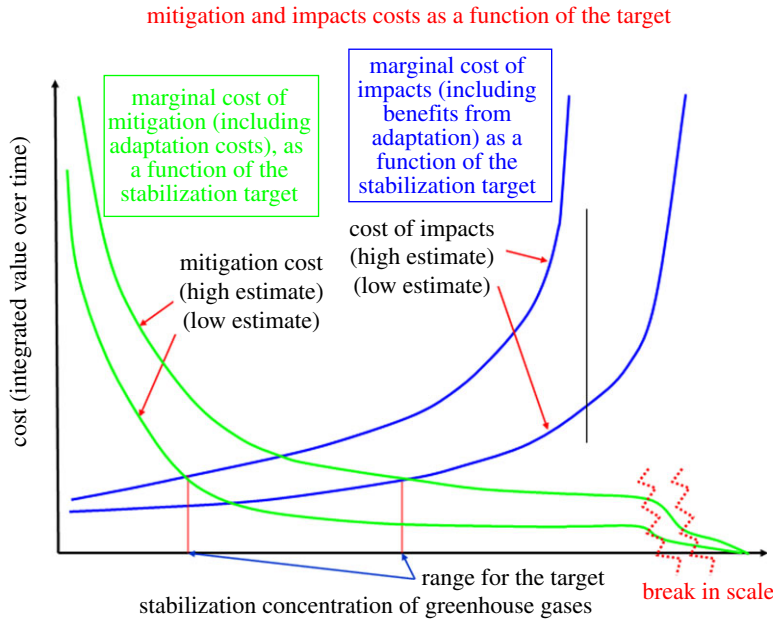 mitigation and impacts costs as a function of the target
marginal cost of
mitigation (including
adaptation costs), as
a function of the
stabilization target
marginal cost of
impacts (including
benefits from
adaptation) as a
function of the
stabilization target
cost (integrated value over time)
mitigation cost
(high estimate)
(low estimate)
cost of impacts
(high estimate)
(low estimate)
range for the target
stabilization concentration of greenhouse gases
break in scale